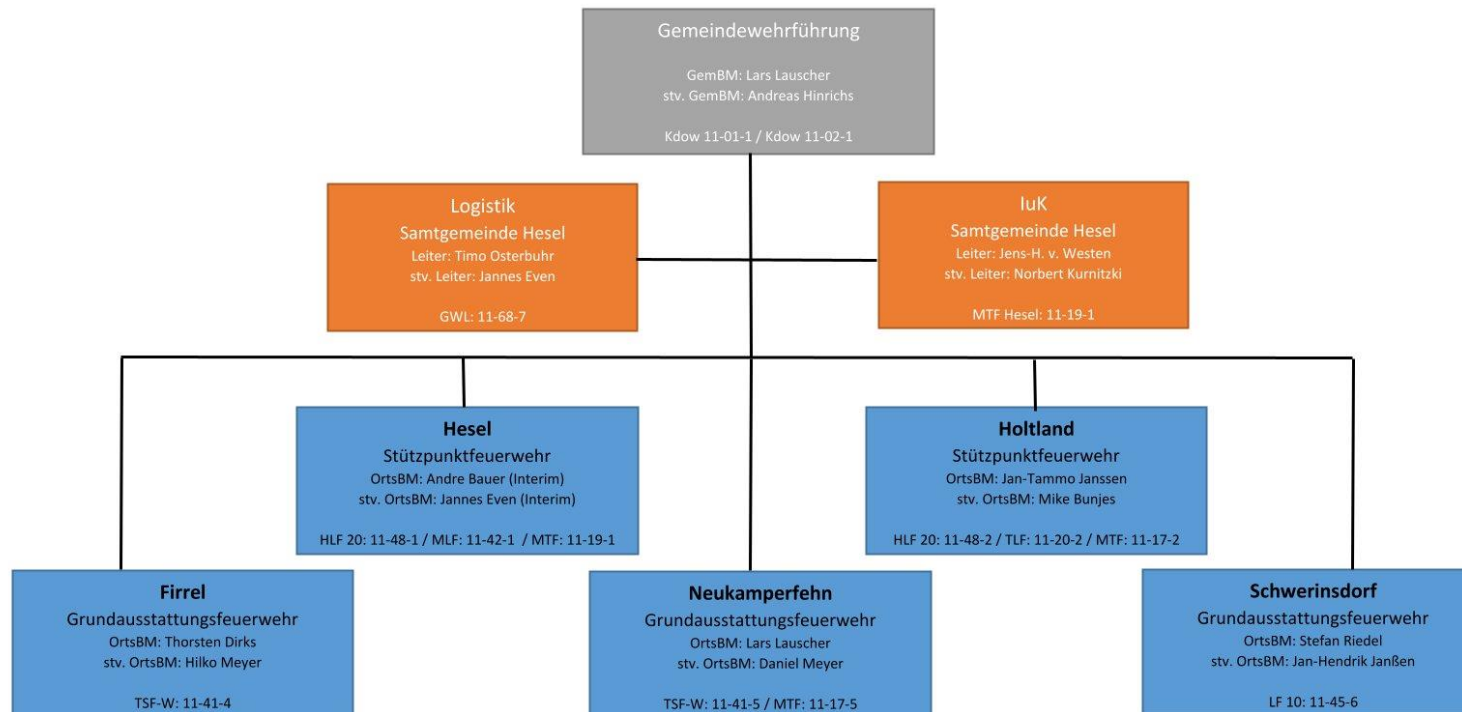 Gemeindewehrführung
GemBM: Lars Lauscher
stv. GemBM: Andreas Hinrichs
Kdow 11-01-1 / Kdow 11-02-1
Logistik
Samtgemeinde Hesel
Leiter: Timo Osterbuhr
stv. Leiter: Jannes Even
GWL: 11-68-7
IuK
Samtgemeinde Hesel
Leiter: Jens-H. v. Westen
stv. Leiter: Norbert Kurnitzki
MTF Hesel: 11-19-1
Hesel
Stützpunktfeuerwehr
OrtsBM: Andre Bauer (Interim)
stv. OrtsBM: Jannes Even (Interim)
HLF 20: 11-48-1 / MLF: 11-42-1 / MTF: 11-19-1
Holtland
Stützpunktfeuerwehr
OrtsBM: Jan-Tammo Janssen
stv. OrtsBM: Mike Bunjes
HLF 20: 11-48-2 / TLF: 11-20-2 / MTF: 11-17-2
Firrel
Grundausstattungsfeuerwehr
OrtsBM: Thorsten Dirks
stv. OrtsBM: Hilko Meyer
TSF-W: 11-41-4
Neukamperfehn
Grundausstattungsfeuerwehr
OrtsBM: Lars Lauscher
stv. OrtsBM: Daniel Meyer
TSF-W: 11-41-5 / MTF: 11-17-5
Schwerinsdorf
Grundausstattungsfeuerwehr
OrtsBM: Stefan Riedel
stv. OrtsBM: Jan-Hendrik Janßen
LF 10: 11-45-6